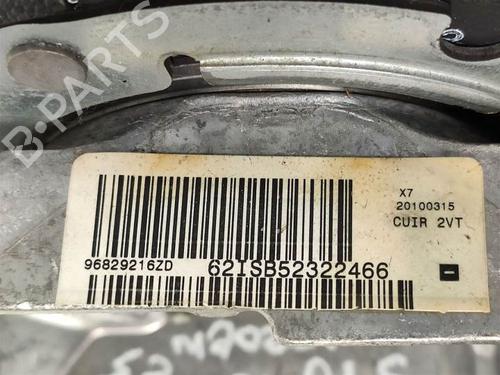 B-PARTS
X7
20100315
CUIR 2VT
96829216ZD
62ISB52322466